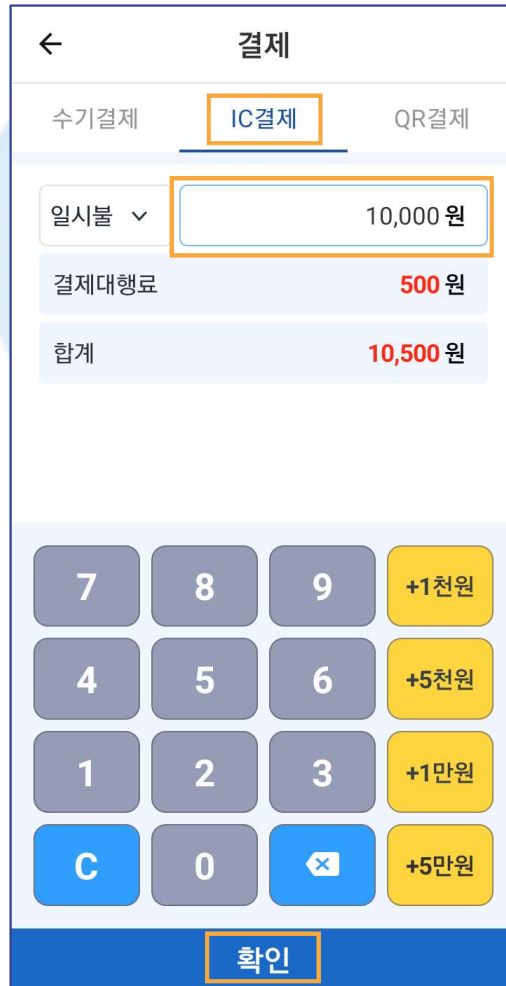 결제
수기결제 IC결제 QR결제
일시불 10,000 원
결제대행료 500 원
합계 10,500 원
7 8 9 +1천원
4 5 6 +5천원
1 2 3 +1만원
C 0 +5만원
확인